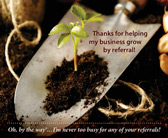 Thanks for helping
my business grow
by referral!
Oh, by the way®... I'm never too busy for any of your referrals!